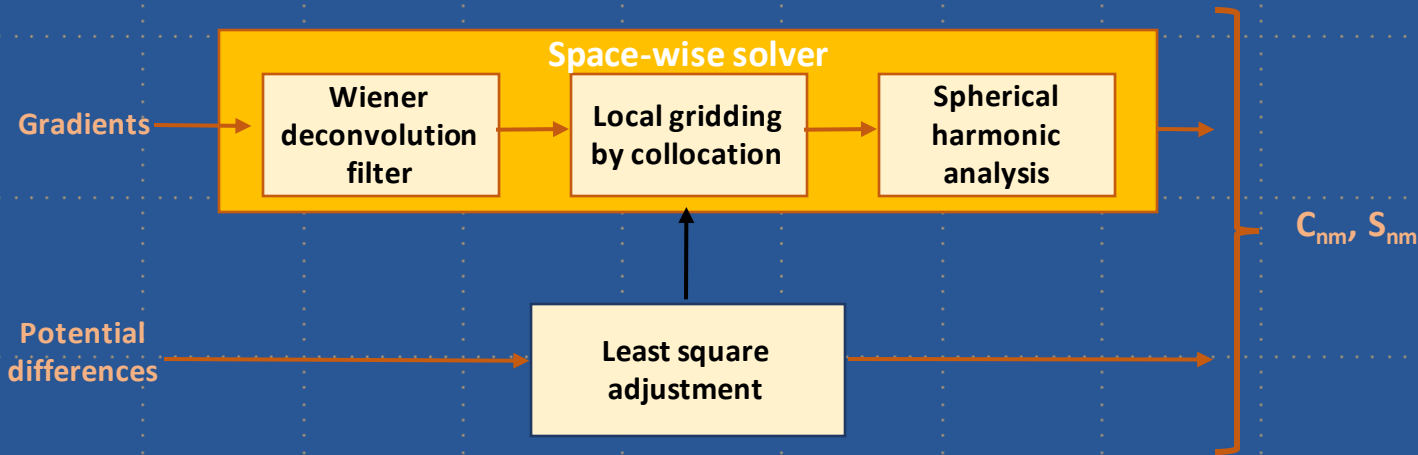 Space-wise solver
Gradients
Wiener
deconvolution
filter
Local gridding
by collocation
Spherical
harmonic
analysis
Cnm, Snm
Potential
differences
Least square
adjustment